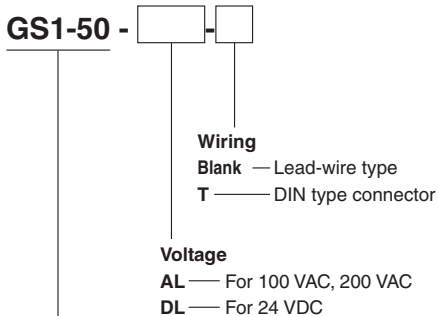 GS1-50 - -
Wiring
Blank — Lead-wire type
T — DIN type connector
Voltage
AL — For 100 VAC, 200 VAC
DL — For 24 VDC